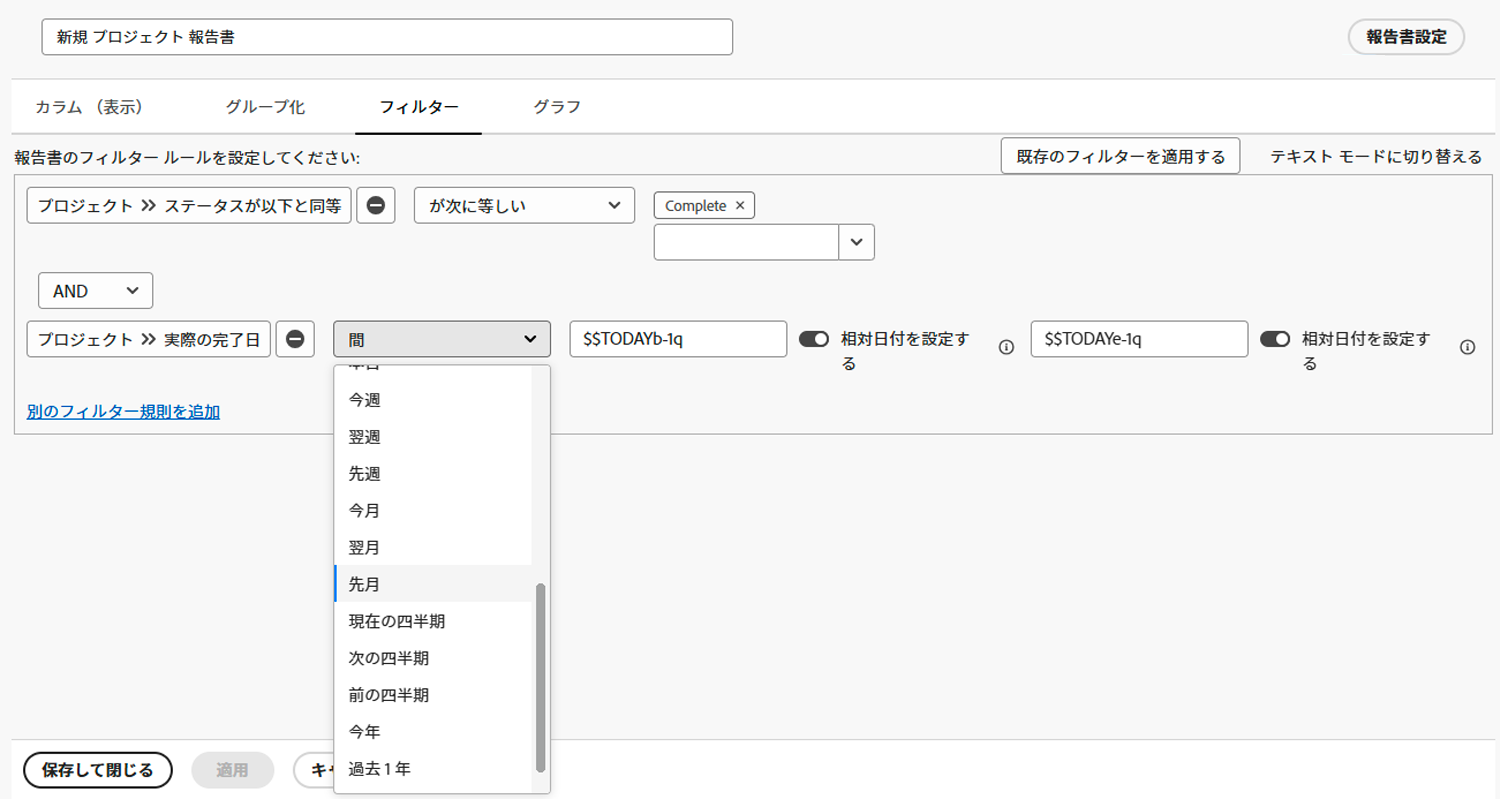 新規 プロジェクト 報告書
報告書設定
カラム （表示）
グループ化
フィルター
グラフ
報告書のフィルター ルールを設定してください:
既存のフィルターを適用する
テキスト モードに切り替える
プロジェクト >> ステータスが以下と同等
が次に等しい
Complete ×
AND
プロジェクト >> 実際の完了日
間
$$TODAYb-1q
相対日付を設定す
る
$$TODAYe-1q
相対日付を設定す
る
別のフィルター規則を追加
今週
翌週
先週
今月
翌月
先月
現在の四半期
次の四半期
前の四半期
今年
過去 1 年
保存して閉じる
適用